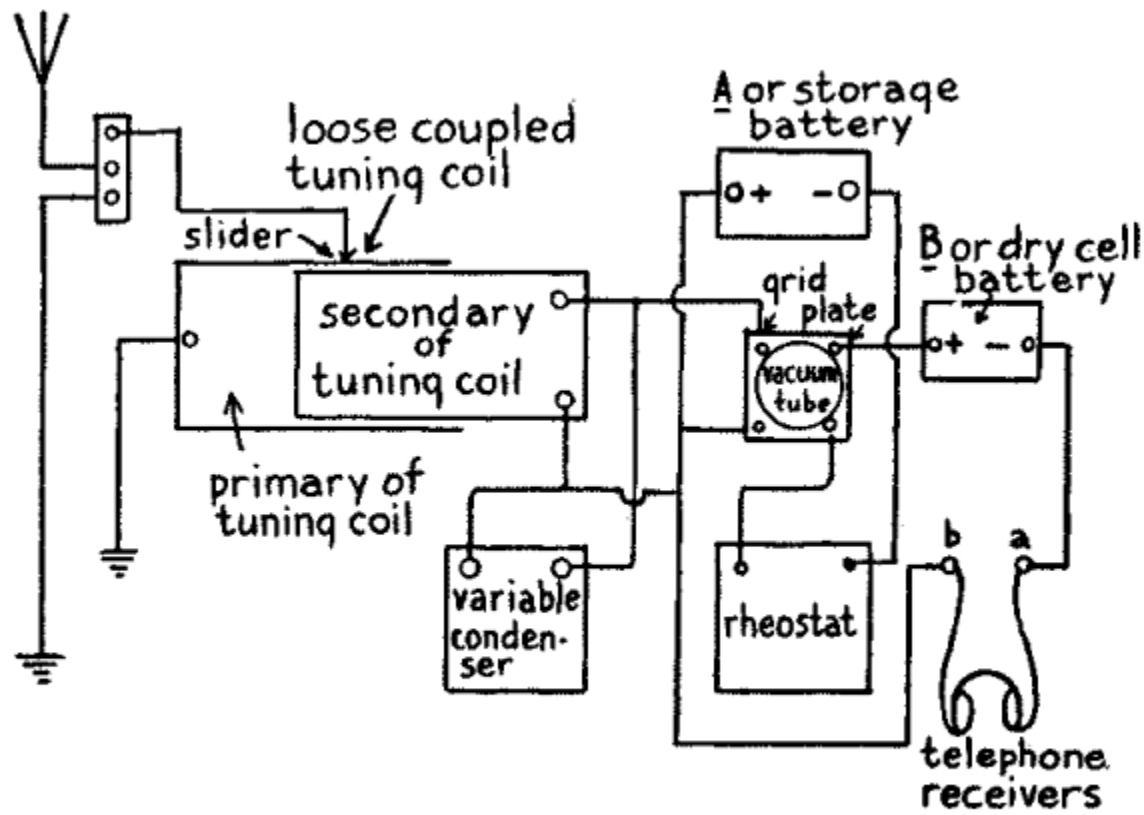 A or storage
battery
loose coupled
tuning coil
+ -
slider
B or dry cell
battery
grid
plate
secondary
of
tuning coil
+ -
vacuum
tube
primary of
tuning coil
b a
variable
conden-
ser
rheostat
telephone
receivers